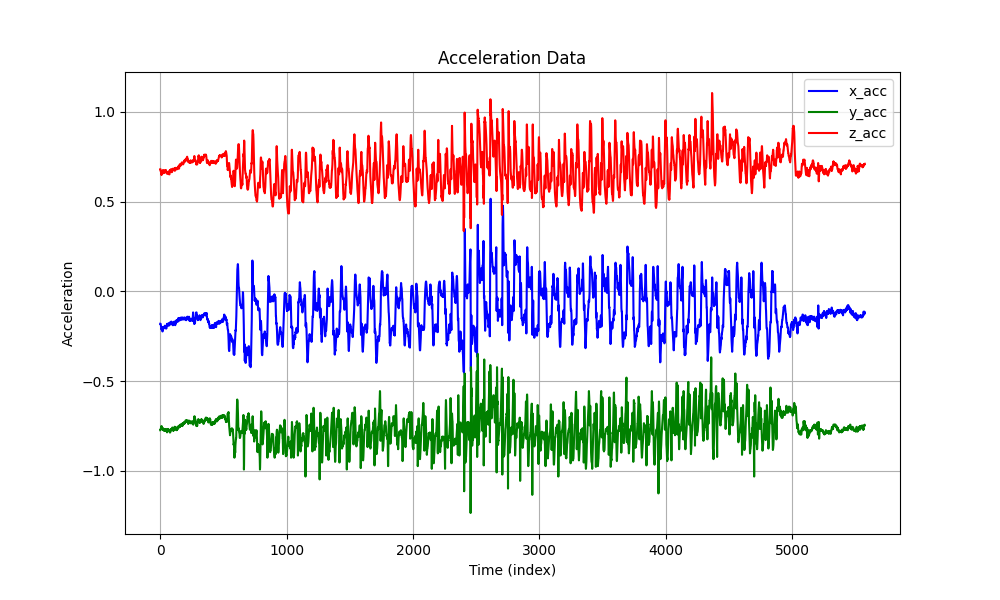 Acceleration Data
x_acc
y_acc
z_acc
1.0
0.5
0.0
−0.5
−1.0
Acceleration
0 1000 2000 3000 4000 5000
Time (index)